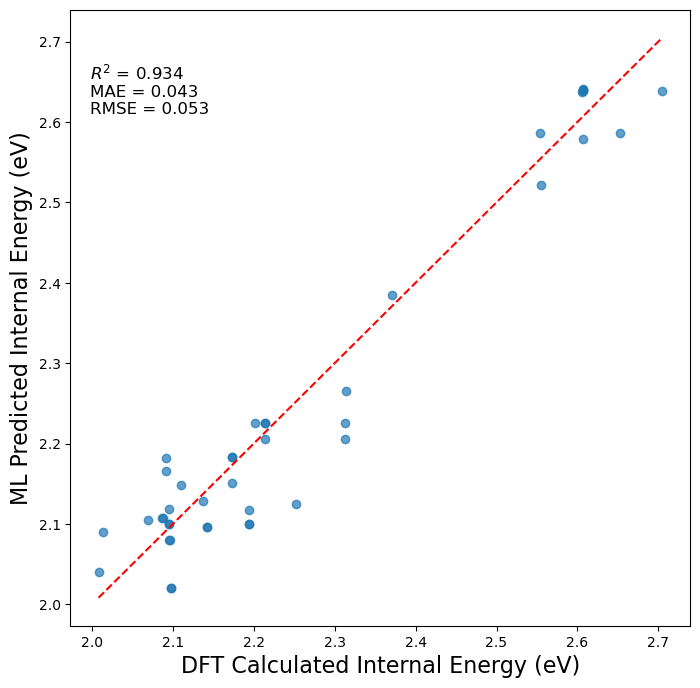 R² = 0.934
MAE = 0.043
RMSE = 0.053
ML Predicted Internal Energy (eV)
2.7
2.6
2.5
2.4
2.3
2.2
2.1
2.0
2.0 2.1 2.2 2.3 2.4 2.5 2.6 2.7
DFT Calculated Internal Energy (eV)